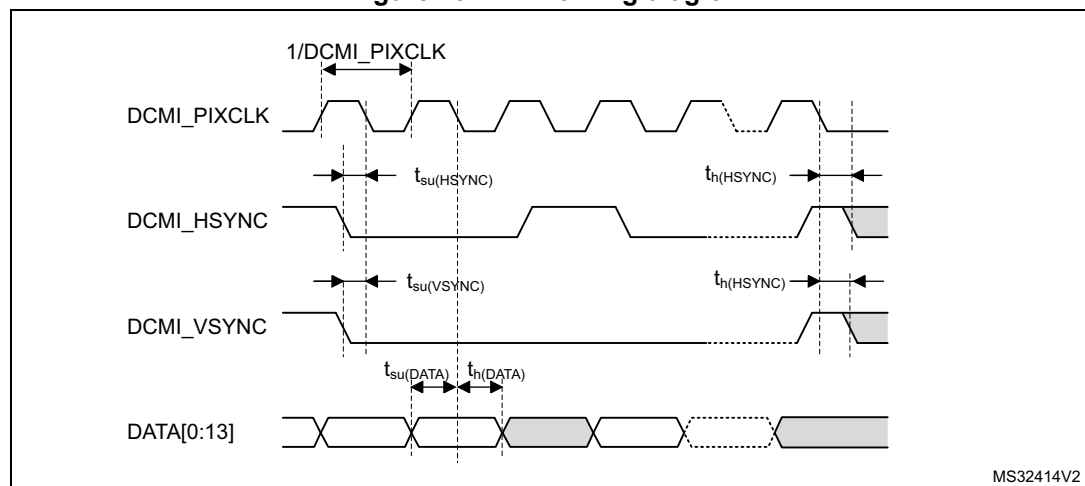 1/DCMI_PIXCLK
DCMI_PIXCLK
tsu(HSYNC) th(HSYNC)
DCMI_HSYNC
tsu(VSYNC) th(HSYNC)
DCMI_VSYNC
tsu(DATA) th(DATA)
DATA[0:13]
MS32414V2